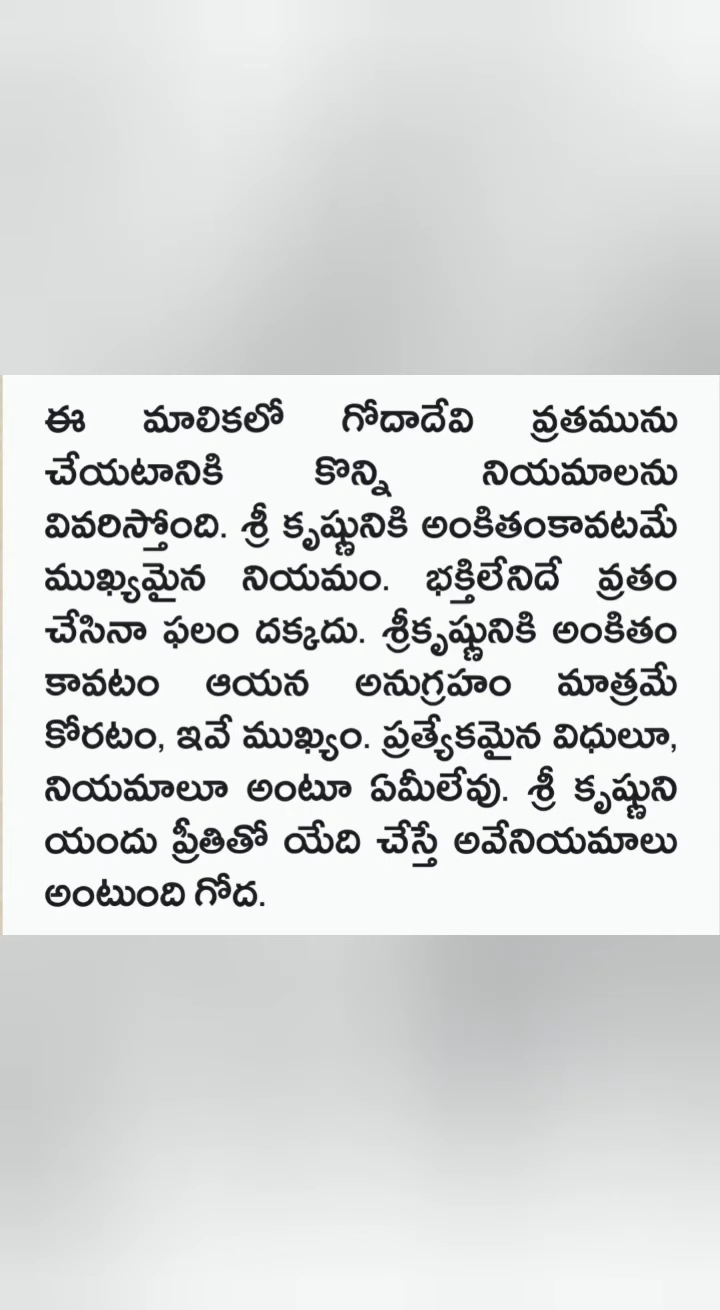 ఈ మాలికలో గోదాదేవి వ్రతమును
చేయటానికి కొన్ని నియమాలను
వివరిస్తోంది. శ్రీ కృష్ణునికి అంకితంకావటమే
ముఖ్యమైన నియమం. భక్తిలేనిదే వ్రతం
చేసినా ఫలం దక్కదు. శ్రీకృష్ణునికి అంకితం
కావటం ఆయన అనుగ్రహం మాత్రమే
కోరటం, ఇవే ముఖ్యం. ప్రత్యేకమైన విధులూ,
నియమాలూ అంటూ ఏమీలేవు. శ్రీ కృష్ణుని
యందు ప్రీతితో యేది చేస్తే అవేనియమాలు
అంటుంది గోద.